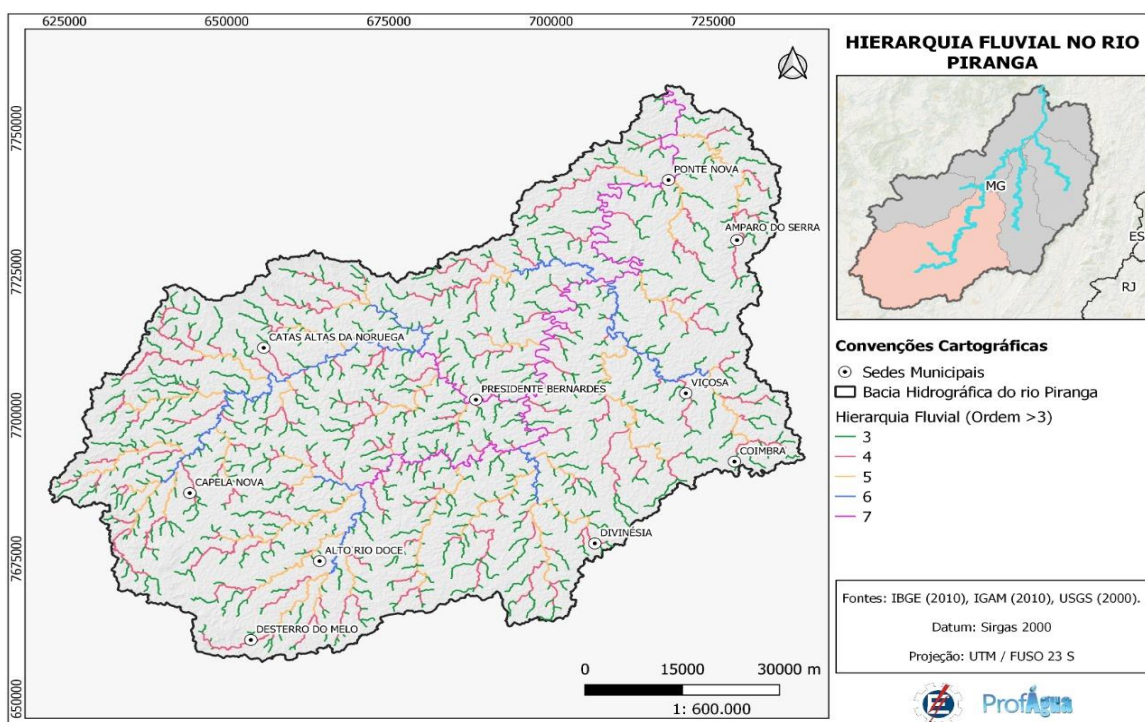 625000
650000
675000
700000
725000
7750000
7725000
7700000
7675000
7650000
PONTE NOVA
AMPARO DO SERRA
CATAS ALTAS DA NORUEGA
VIÇOSA
PRESIDENTE BERNARDES
COIMBRA
CAPELA NOVA
DIVINÉSIA
ALTO RIO DOCE
DESTERRO DO MELO
0 15000 30000 m
1: 600.000
HIERARQUIA FLUVIAL NO RIO
PIRANGA
MG
ES
RJ
Convenções Cartográficas
Sedes Municipais
Bacia Hidrográfica do rio Piranga
Hierarquia Fluvial (Ordem >3)
3
4
5
6
7
Fontes: IBGE (2010), IGAM (2010), USGS (2000).
Datum: Sirgas 2000
Projeção: UTM / FUSO 23 S
ProfÁgua